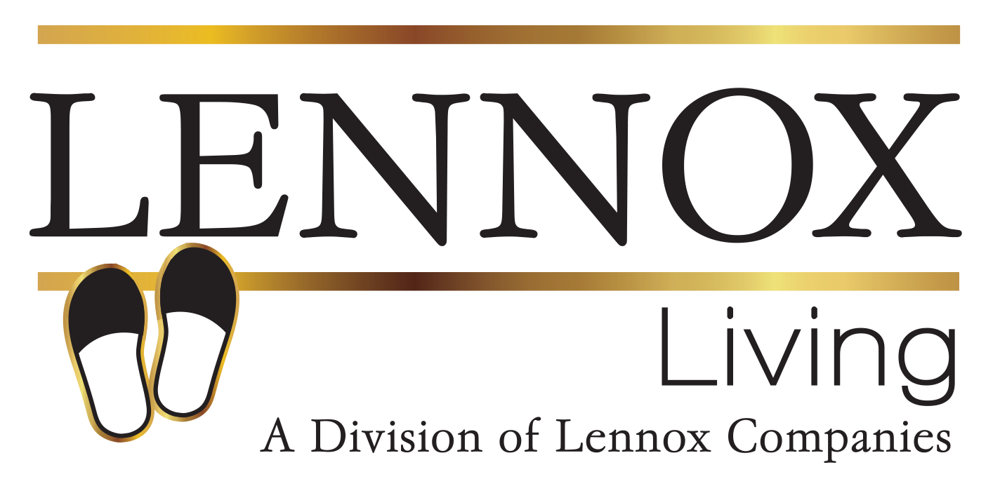 LENNOX
Living
A Division of Lennox Companies